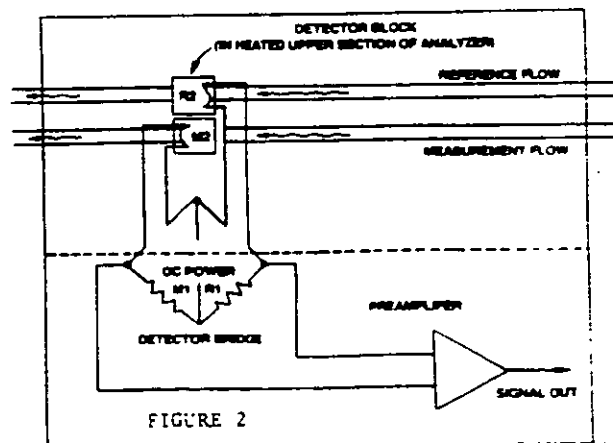 DETECTOR BLOCK
(IN HEATED UPPER SECTION OF ANALYZER)
R2
REFERENCE FLOW
M2
MEASUREMENT FLOW
DC POWER
M1 R1
PREAMPLIFIER
DETECTOR BRIDGE
SIGNAL OUT
FIGURE 2